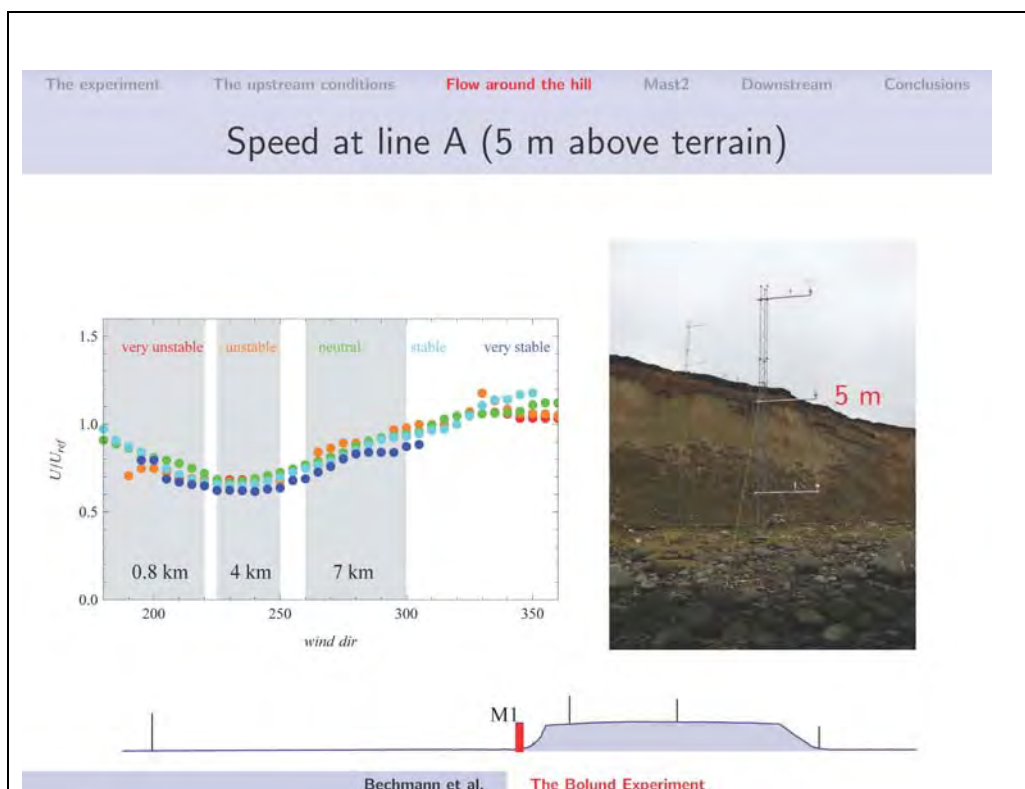 The experiment The upstream conditions Flow around the hill Mast2 Downstream Conclusions
Speed at line A (5 m above terrain)
1.5
very unstable unstable neutral stable very stable
1.0
U/Uref
0.5
0.8 km 4 km 7 km
0.0
200 250 300 350
wind dir
5 m
M1
Bechmann et al. The Bolund Experiment